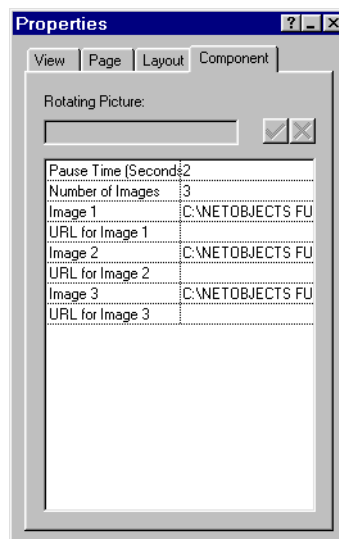 Properties
View Page Layout Component
Rotating Picture:
Pause Time (Seconds 2
Number of Images 3
Image 1 C:\NETOBJECTS FU
URL for Image 1
Image 2 C:\NETOBJECTS FU
URL for Image 2
Image 3 C:\NETOBJECTS FU
URL for Image 3